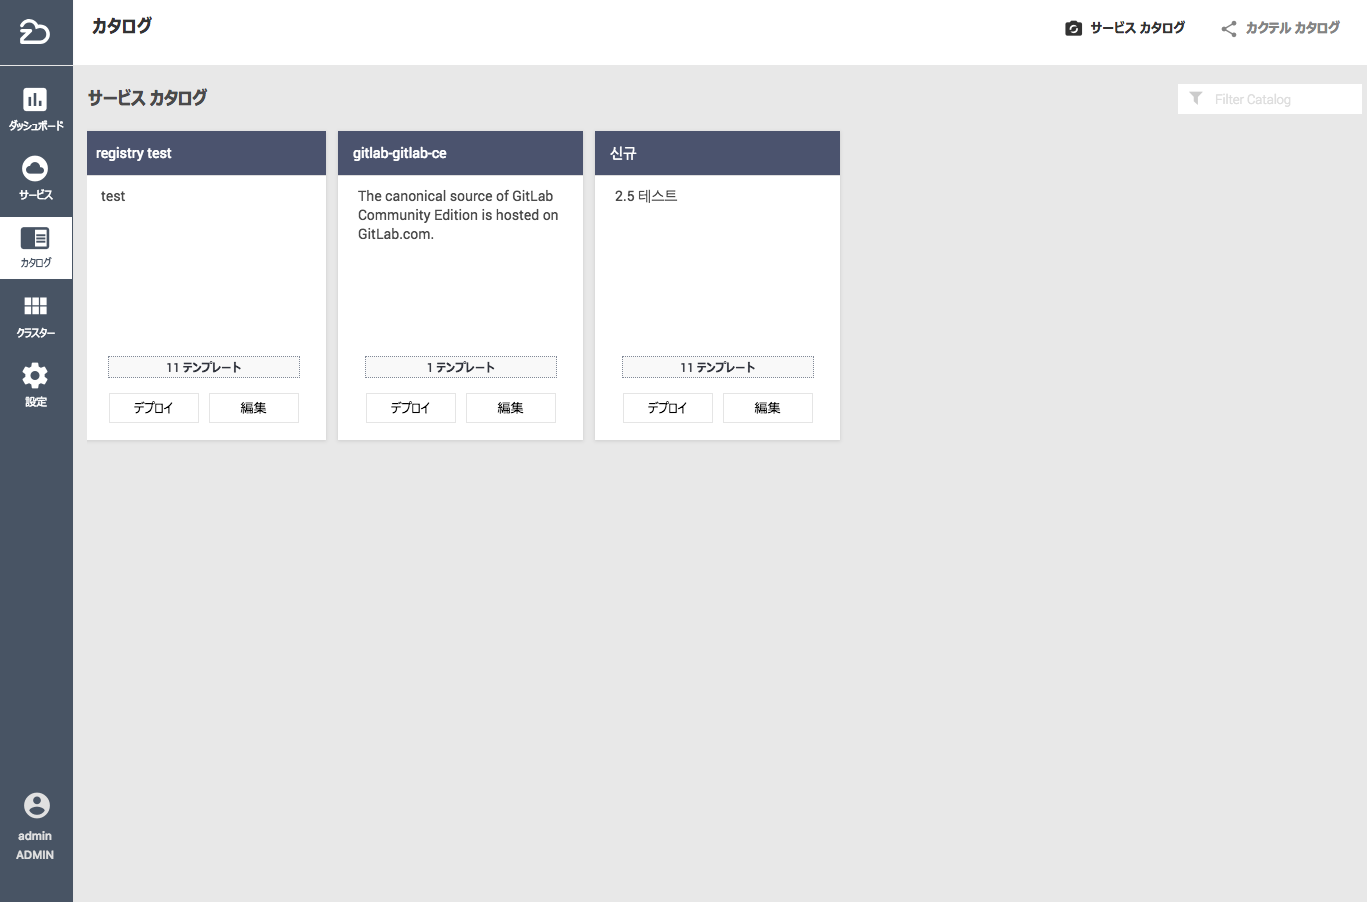 カタログ
サービス カタログ
カクテル カタログ
ダッシュボード
サービス
カタログ
クラスター
設定
admin
ADMIN
サービス カタログ
Filter Catalog
registry test
test
11 テンプレート
デプロイ
編集
gitlab-gitlab-ce
The canonical source of GitLab
Community Edition is hosted on
GitLab.com.
1 テンプレート
デプロイ
編集
신규
2.5 테스트
11 テンプレート
デプロイ
編集